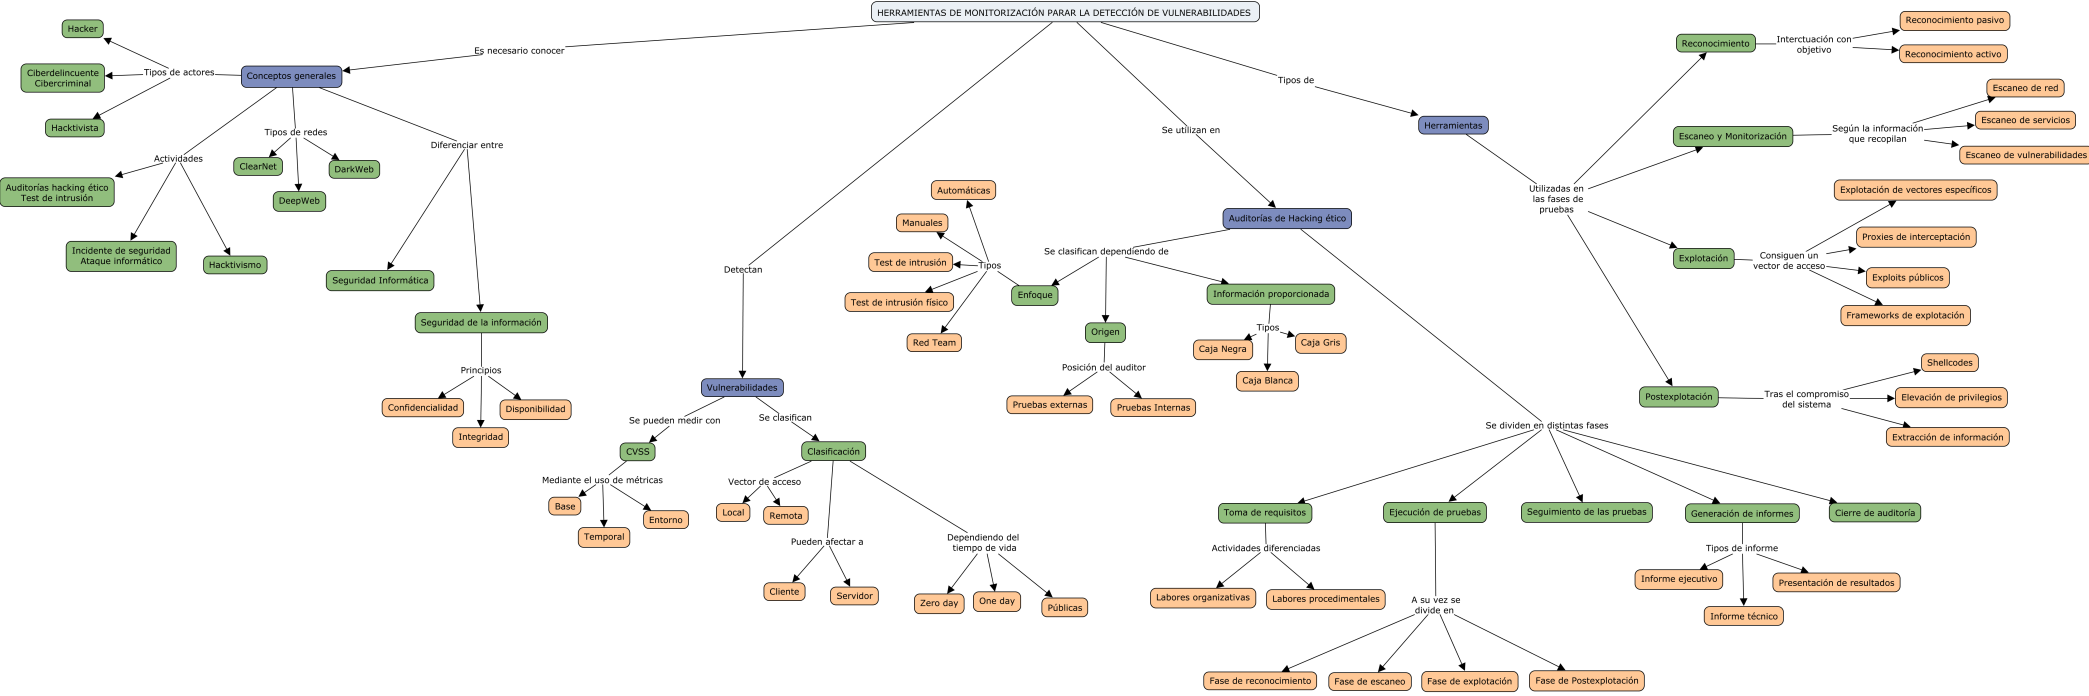 HERRAMIENTAS DE MONITORIZACIÓN PARAR LA DETECCIÓN DE VULNERABILIDADES
Es necesario conocer
Conceptos generales
Tipos de actores
Hacker
Ciberdelincuente
Cibercriminal
Hacktivista
Actividades
Auditorías hacking ético
Test de intrusión
Incidente de seguridad
Ataque informático
Hacktivismo
Tipos de redes
ClearNet
DeepWeb
DarkWeb
Diferenciar entre
Seguridad Informática
Seguridad de la información
Principios
Confidencialidad
Integridad
Disponibilidad
Detectan
Vulnerabilidades
Se pueden medir con
CVSS
Mediante el uso de métricas
Base
Temporal
Entorno
Se clasifican
Clasificación
Vector de acceso
Local
Remota
Pueden afectar a
Cliente
Servidor
Dependiendo del
tiempo de vida
Zero day
One day
Públicas
Se utilizan en
Auditorías de Hacking ético
Se clasifican dependiendo de
Enfoque
Tipos
Automáticas
Manuales
Test de intrusión
Test de intrusión físico
Red Team
Origen
Posición del auditor
Pruebas externas
Pruebas Internas
Información proporcionada
Tipos
Caja Negra
Caja Blanca
Caja Gris
Se dividen en distintas fases
Toma de requisitos
Actividades diferenciadas
Labores organizativas
Labores procedimentales
Ejecución de pruebas
A su vez se
divide en
Fase de reconocimiento
Fase de escaneo
Fase de explotación
Fase de Postexplotación
Seguimiento de las pruebas
Generación de informes
Tipos de informe
Informe ejecutivo
Informe técnico
Presentación de resultados
Cierre de auditoría
Tipos de
Herramientas
Utilizadas en
las fases de
pruebas
Reconocimiento
Interctuación con
objetivo
Reconocimiento pasivo
Reconocimiento activo
Escaneo y Monitorización
Según la información
que recopilan
Escaneo de red
Escaneo de servicios
Escaneo de vulnerabilidades
Explotación
Consiguen un
vector de acceso
Explotación de vectores específicos
Proxies de interceptación
Exploits públicos
Frameworks de explotación
Postexplotación
Tras el compromiso
del sistema
Shellcodes
Elevación de privilegios
Extracción de información